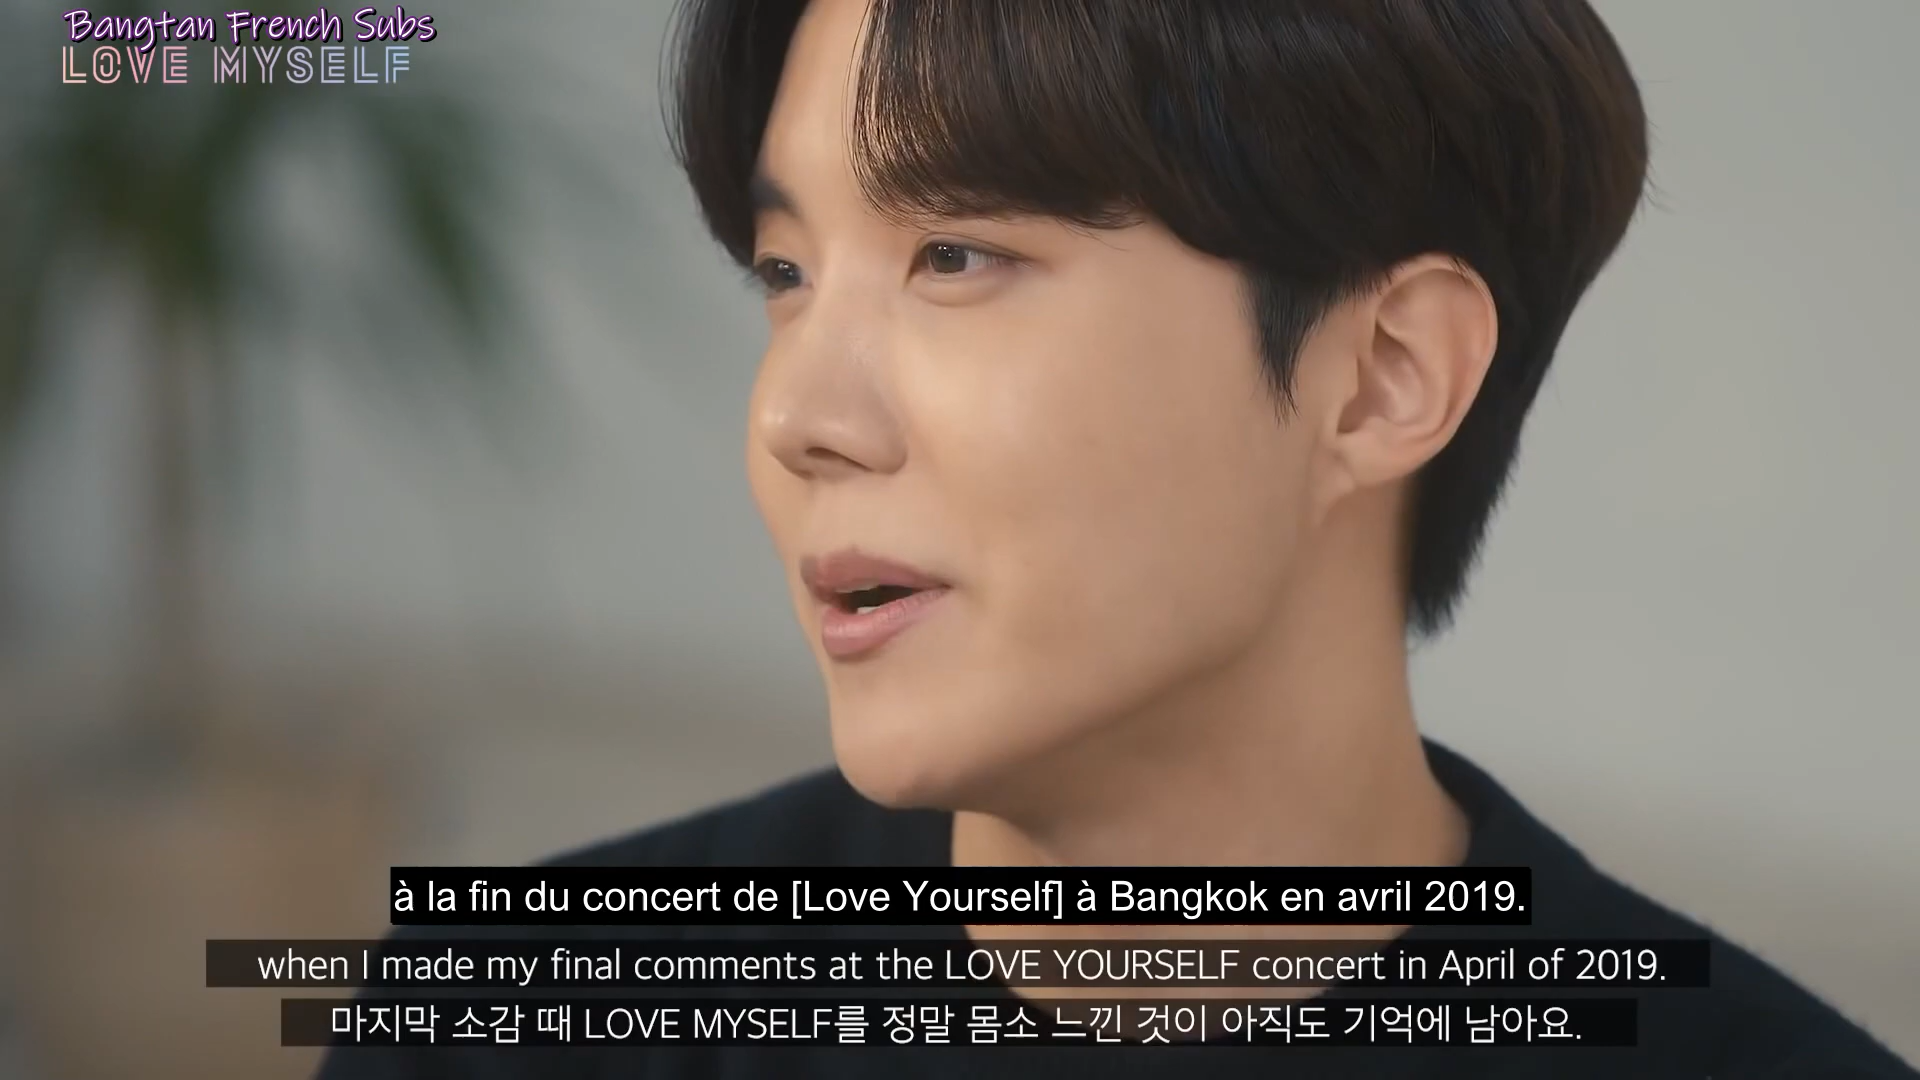 Bangtan French Subs
LOVE MYSELF
à la fin du concert de [Love Yourself] à Bangkok en avril 2019.
when I made my final comments at the LOVE YOURSELF concert in April of 2019.
마지막 소감 때 LOVE MYSELF를 정말 몸소 느낀 것이 아직도 기억에 남아요.